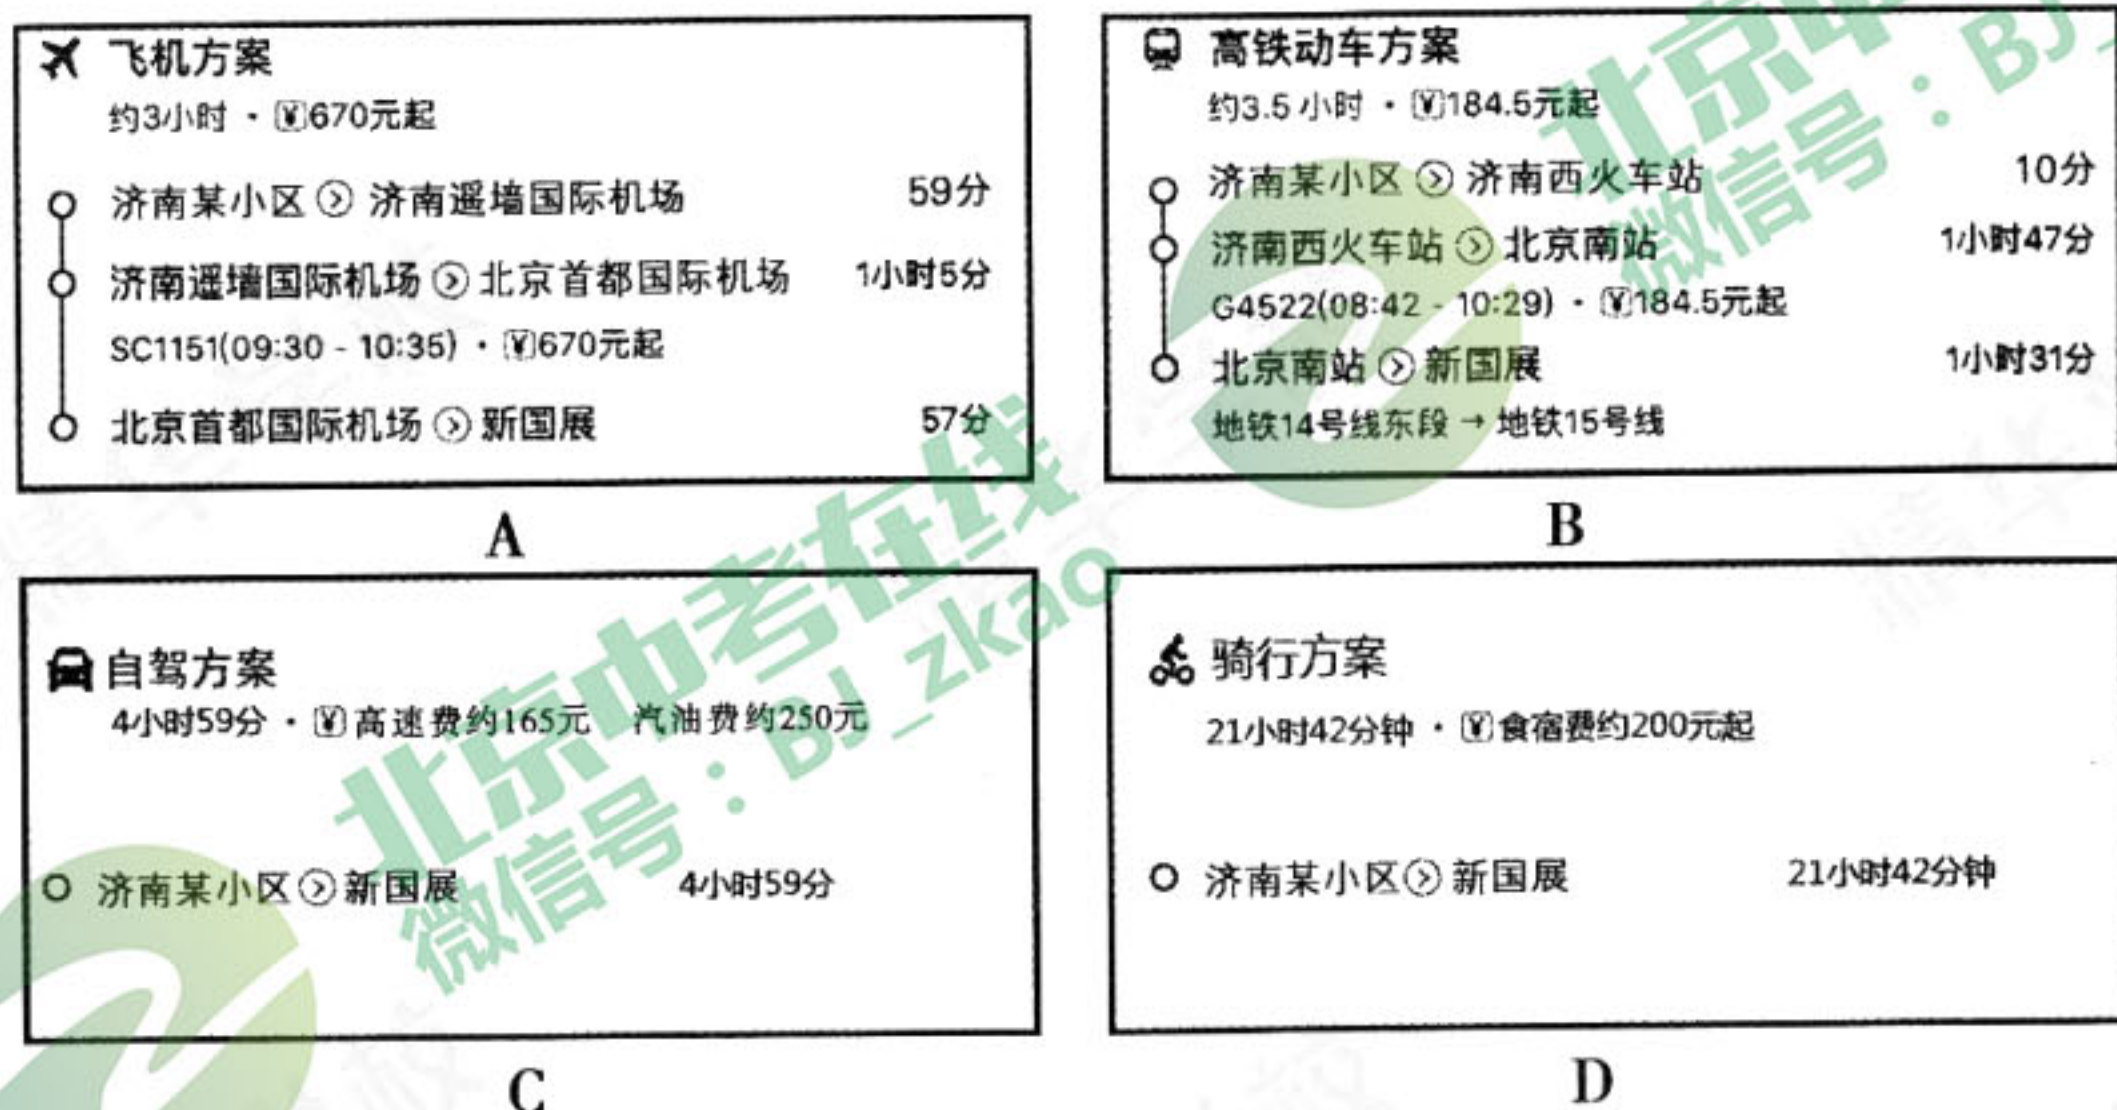 飞机方案
约3小时 · ¥670元起
济南某小区 > 济南遥墙国际机场 59分
济南遥墙国际机场 > 北京首都国际机场 1小时5分
SC1151(09:30 - 10:35) · ¥670元起
北京首都国际机场 > 新国展 57分
A
高铁动车方案
约3.5小时 · ¥184.5元起
济南某小区 > 济南西火车站 10分
济南西火车站 > 北京南站 1小时47分
G4522(08:42 - 10:29) · ¥184.5元起
北京南站 > 新国展 1小时31分
地铁14号线东段 → 地铁15号线
B
自驾方案
4小时59分 · ¥高速费约165元 汽油费约250元
济南某小区 > 新国展 4小时59分
C
骑行方案
21小时42分钟 · ¥食宿费约200元起
济南某小区 > 新国展 21小时42分钟
D
北京中考在线
微信号：BJ_zkao
北京中
微信号：BJ_